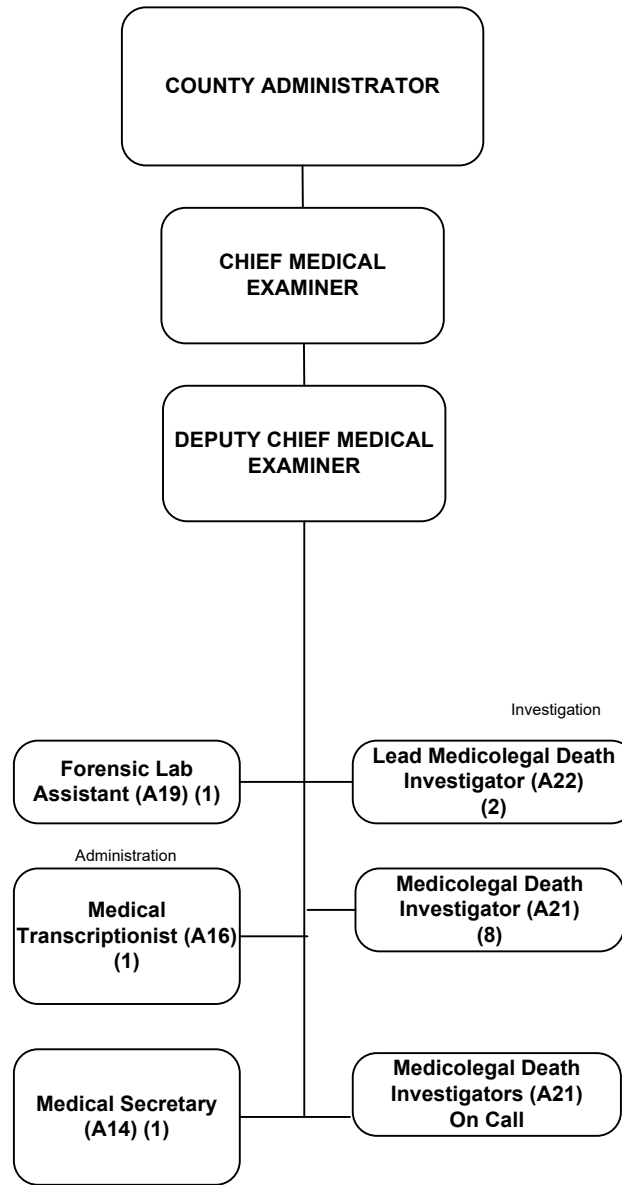 COUNTY ADMINISTRATOR
CHIEF MEDICAL
EXAMINER
DEPUTY CHIEF MEDICAL
EXAMINER
Investigation
Forensic Lab
Assistant (A19) (1)
Lead Medicolegal Death
Investigator (A22)
(2)
Administration
Medical
Transcriptionist (A16)
(1)
Medicolegal Death
Investigator (A21)
(8)
Medical Secretary
(A14) (1)
Medicolegal Death
Investigators (A21)
On Call